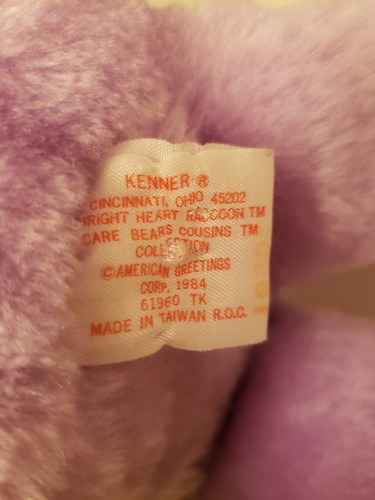 KENNER ®
CINCINNATI, OHIO 45202
RIGHT HEART RACCOON TM
CARE BEARS COUSINS TM
COLLECTION
© AMERICAN GREETINGS
CORP. 1984
61960 TK
MADE IN TAIWAN R.O.C.